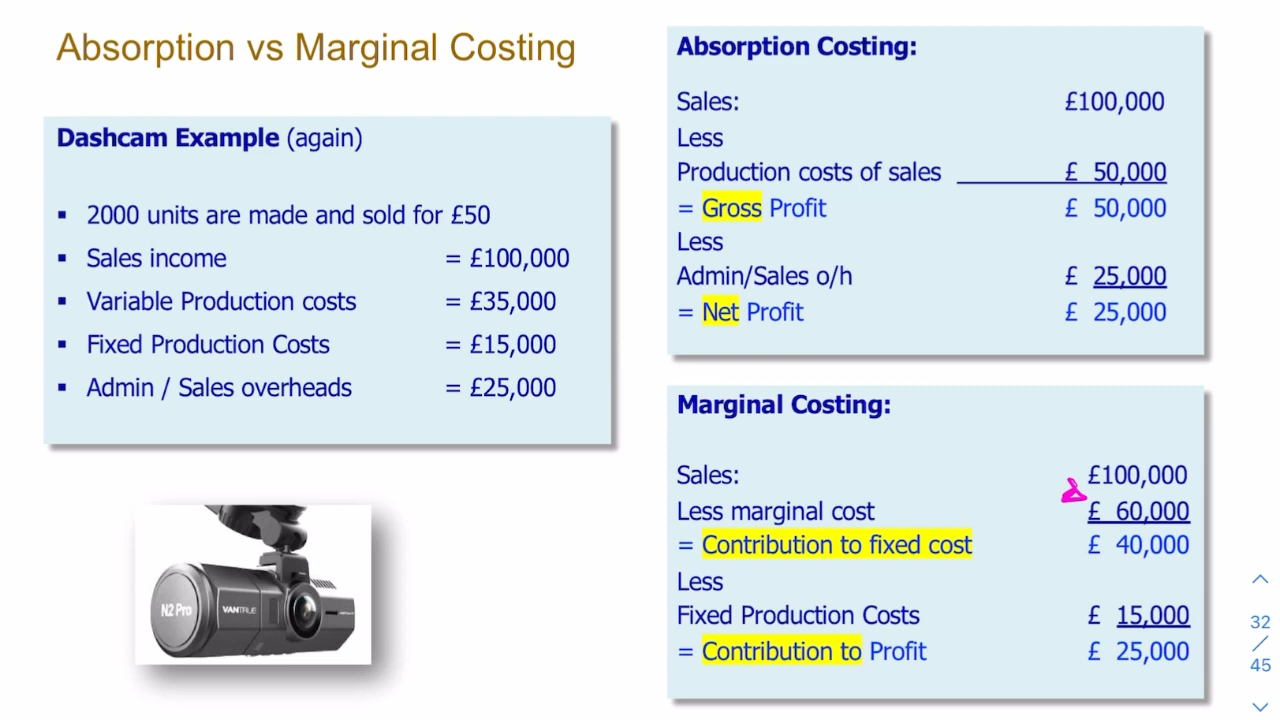 Absorption vs Marginal Costing
Dashcam Example (again)
▪ 2000 units are made and sold for £50
▪ Sales income = £100,000
▪ Variable Production costs = £35,000
▪ Fixed Production Costs = £15,000
▪ Admin / Sales overheads = £25,000
N2 Pro VANTRUE
Absorption Costing:
Sales: £100,000
Less
Production costs of sales £ 50,000
= Gross Profit £ 50,000
Less
Admin/Sales o/h £ 25,000
= Net Profit £ 25,000
Marginal Costing:
Sales: £100,000
Less marginal cost £ 60,000
= Contribution to fixed cost £ 40,000
Less
Fixed Production Costs £ 15,000
= Contribution to Profit £ 25,000
32
/
45